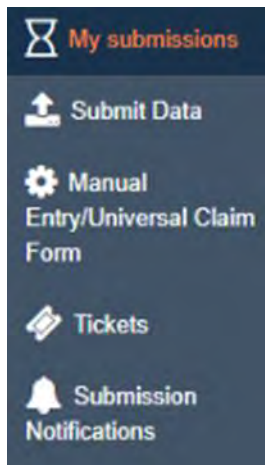 My submissions
Submit Data
Manual
Entry/Universal Claim
Form
Tickets
Submission
Notifications